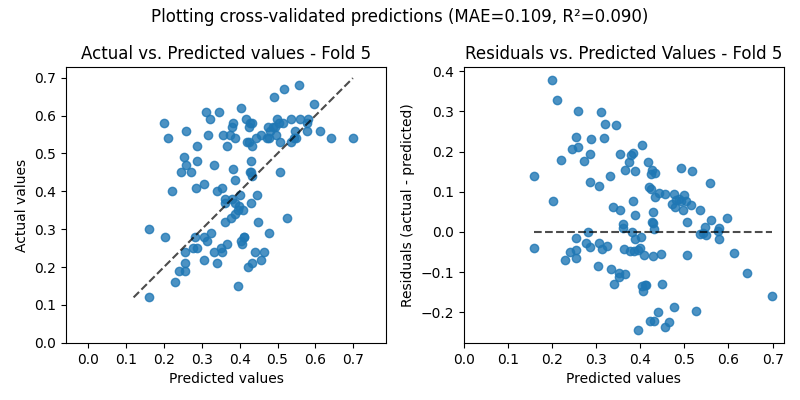 Plotting cross-validated predictions (MAE=0.109, R²=0.090)
Actual vs. Predicted values - Fold 5
Actual values
0.7
0.6
0.5
0.4
0.3
0.2
0.1
0.0
0.0 0.1 0.2 0.3 0.4 0.5 0.6 0.7
Predicted values
Residuals vs. Predicted Values - Fold 5
Residuals (actual - predicted)
0.4
0.3
0.2
0.1
0.0
−0.1
−0.2
0.0 0.1 0.2 0.3 0.4 0.5 0.6 0.7
Predicted values